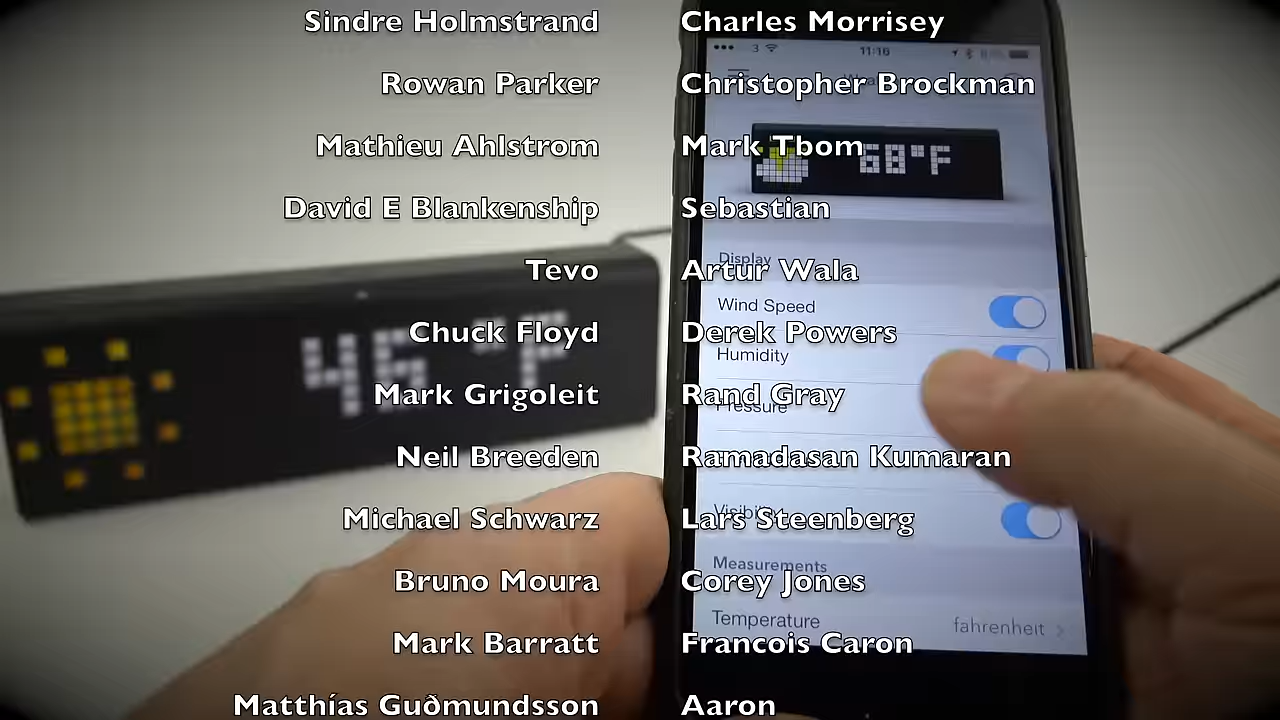 Sindre Holmstrand
Charles Morrisey
3
11:16
Rowan Parker
Christopher Brockman
Mathieu Ahlstrom
Mark Tbom
68°F
David E Blankenship
Sebastian
Display
Tevo
Artur Wala
Wind Speed
Chuck Floyd
Derek Powers
46°F
Humidity
Mark Grigoleit
Rand Gray
Pressure
Neil Breeden
Ramadasan Kumaran
Michael Schwarz
Lars Steenberg
Measurements
Bruno Moura
Corey Jones
Temperature
fahrenheit
Mark Barratt
Francois Caron
Matthías Guðmundsson
Aaron